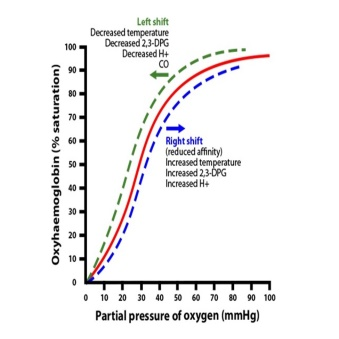 Left shift
Decreased temperature
Decreased 2,3-DPG
Decreased H+
CO
Right shift
(reduced affinity)
Increased temperature
Increased 2,3-DPG
Increased H+
Oxyhaemoglobin (% saturation)
100
90
80
70
60
50
40
30
20
10
0
0 10 20 30 40 50 60 70 80 90 100
Partial pressure of oxygen (mmHg)